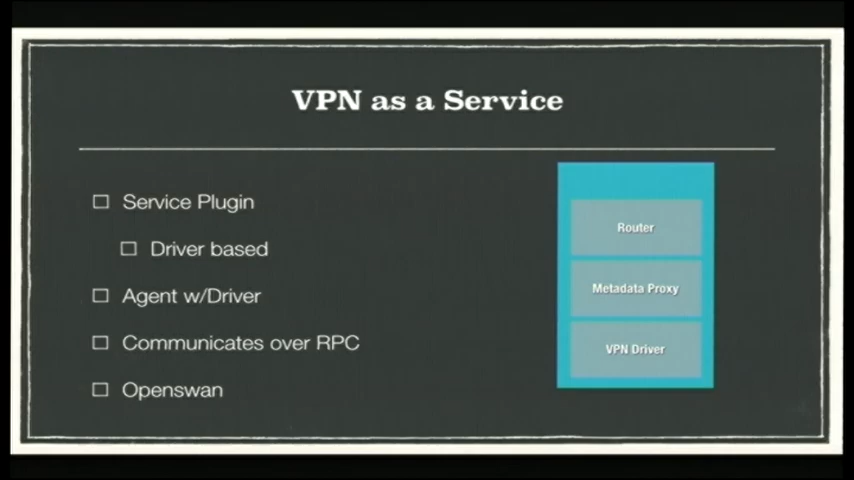 VPN as a Service
Service Plugin
Driver based
Agent w/Driver
Communicates over RPC
Openswan
Router
Metadata Proxy
VPN Driver